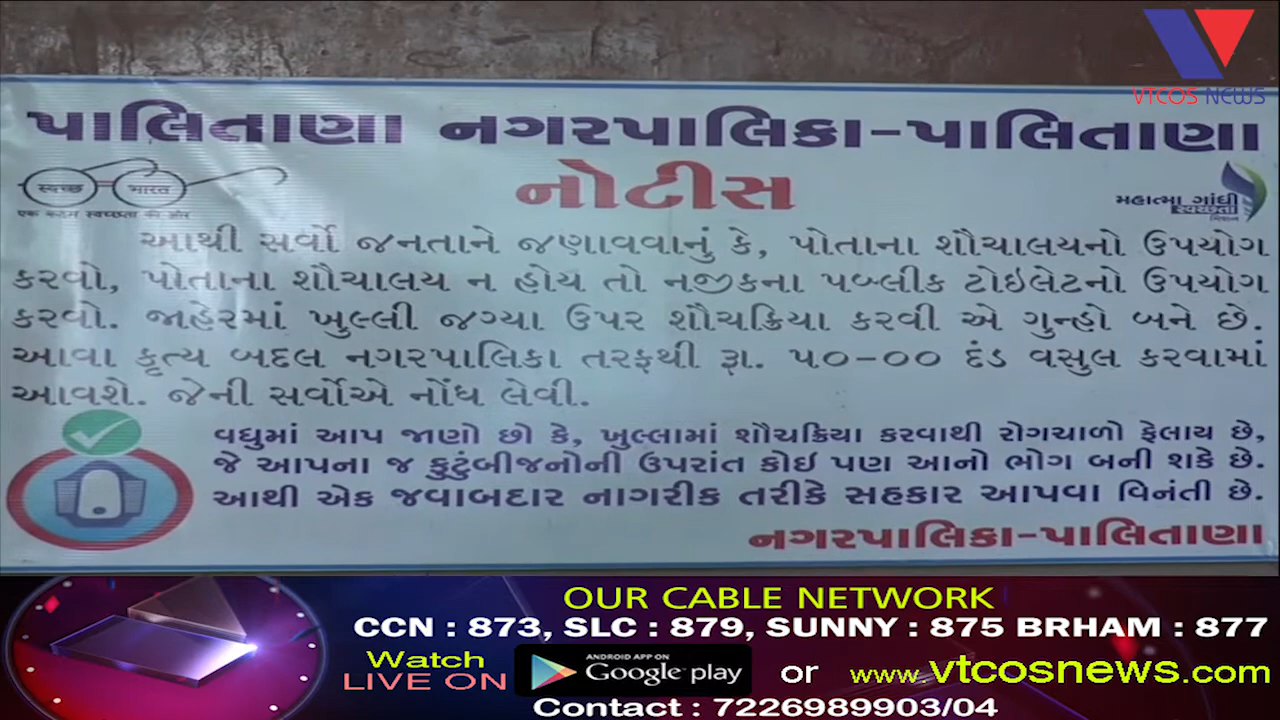 VTCOS NEWS
પાલિતાણા નગરપાલિકા-પાલિતાણા
સ્વચ્છ ભારત
એક કદમ સ્વચ્છતા કી ઓર
નોટીસ
મહાત્મા ગાંધી
સ્વચ્છતા
મિશન
આથી સર્વો જનતાને જણાવવાનું કે, પોતાના શૌચાલયનો ઉપયોગ
કરવો, પોતાના શૌચાલય ન હોય તો નજીકના પબ્લીક ટોઇલેટનો ઉપયોગ
કરવો. જાહેરમાં ખુલ્લી જગ્યા ઉપર શૌચક્રિયા કરવી એ ગુન્હો બને છે.
આવા કૃત્ય બદલ નગરપાલિકા તરફથી રૂા. ૫૦-૦૦ દંડ વસુલ કરવામાં
આવશે. જેની સર્વોએ નોંધ લેવી.
વધુમાં આપ જાણો છો કે, ખુલ્લામાં શૌચક્રિયા કરવાથી રોગચાળો ફેલાય છે,
જે આપના જ કુટુંબીજનોની ઉપરાંત કોઇ પણ આનો ભોગ બની શકે છે.
આથી એક જવાબદાર નાગરીક તરીકે સહકાર આપવા વિનંતી છે.
નગરપાલિકા-પાલિતાણા
OUR CABLE NETWORK
CCN : 873, SLC : 879, SUNNY : 875 BRHAM : 877
Watch LIVE ON ANDROID APP ON Google play or www.vtcosnews.com
Contact : 7226989903/04